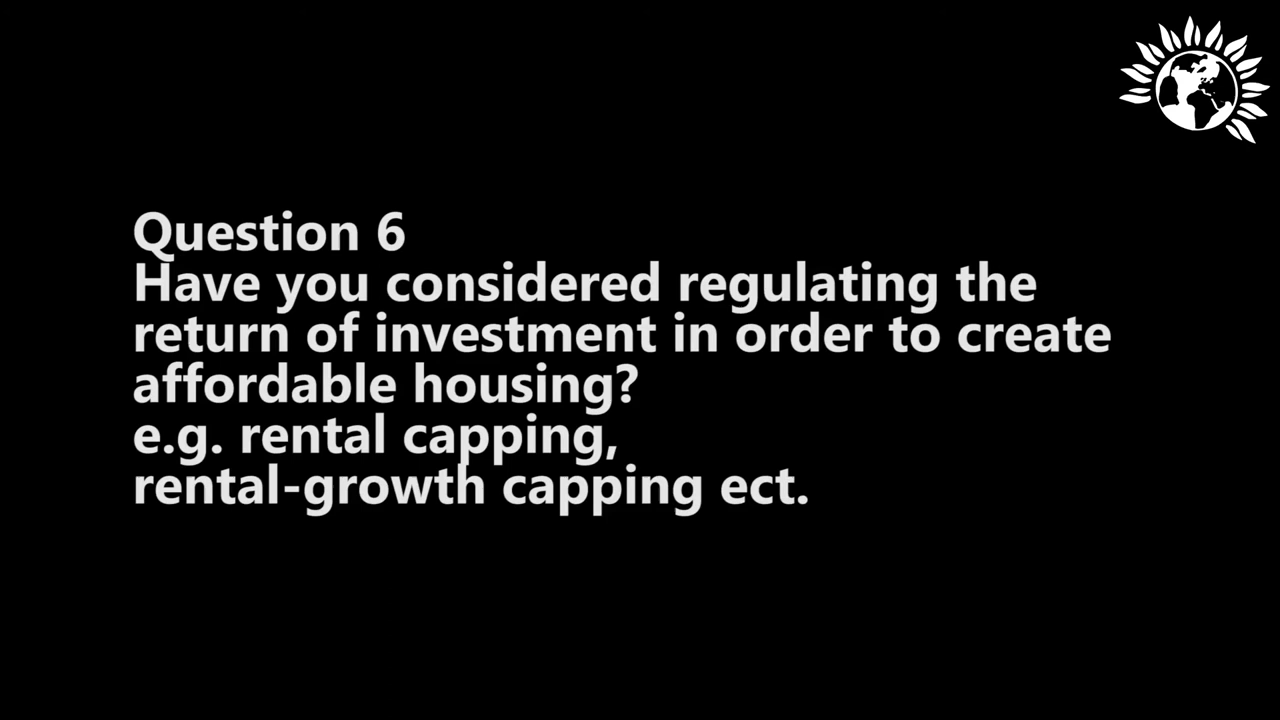 Question 6
Have you considered regulating the
return of investment in order to create
affordable housing?
e.g. rental capping,
rental-growth capping ect.